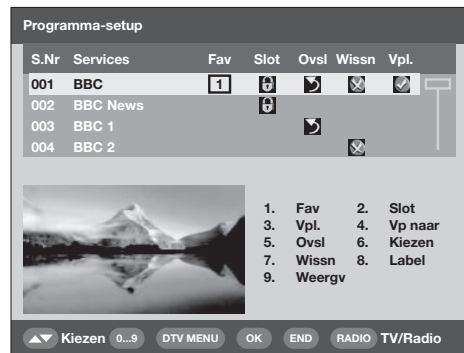 Programma-setup
S.Nr Services Fav Slot Ovsl Wissn Vpl.
001 BBC 1
002 BBC News
003 BBC 1
004 BBC 2
1. Fav 2. Slot
3. Vpl. 4. Vp naar
5. Ovsl 6. Kiezen
7. Wissn 8. Label
9. Weergv
Kiezen 0...9 DTV MENU OK END RADIO TV/Radio